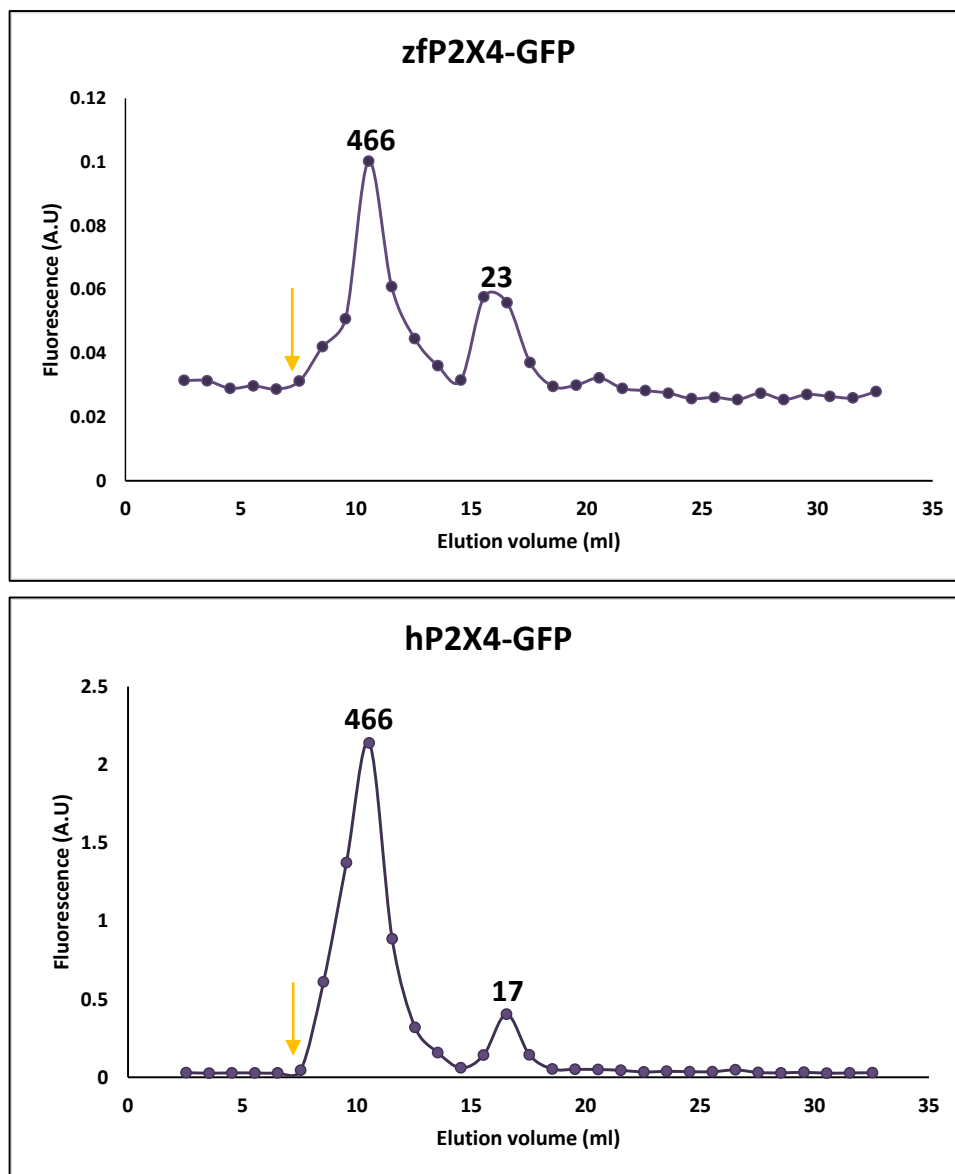 zfP2X4-GFP
0.12
0.1
0.08
0.06
0.04
0.02
0
466
23
Fluorescence (A.U)
0 5 10 15 20 25 30 35
Elution volume (ml)
hP2X4-GFP
2.5
2
1.5
1
0.5
0
466
17
Fluorescence (A.U)
0 5 10 15 20 25 30 35
Elution volume (ml)